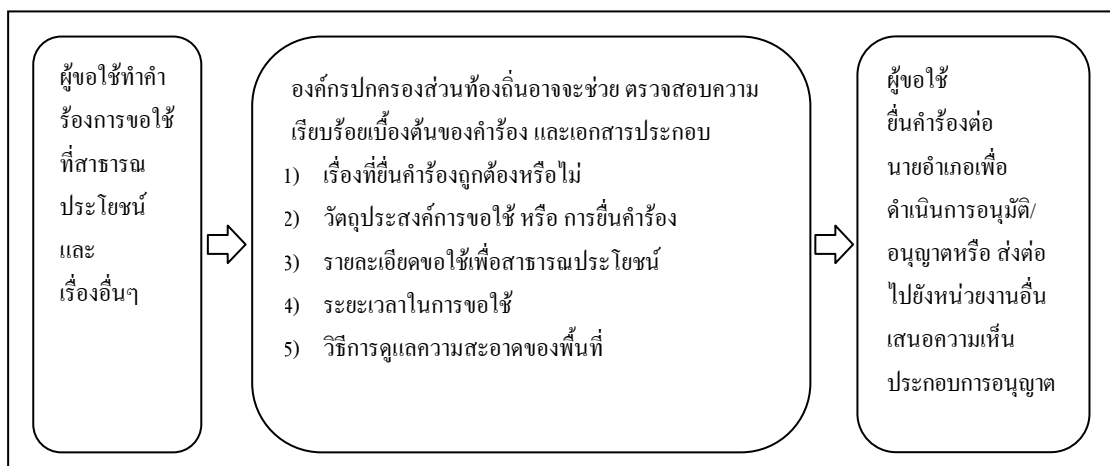 ผู้ขอใช้ทำคำ
ร้องการขอใช้
ที่สาธารณ
ประโยชน์
และ
เรื่องอื่นๆ
องค์กรปกครองส่วนท้องถิ่นอาจจะช่วย ตรวจสอบความ
เรียบร้อยเบื้องต้นของคำร้อง และเอกสารประกอบ
1) เรื่องที่ยื่นคำร้องถูกต้องหรือไม่
2) วัตถุประสงค์การขอใช้ หรือ การยื่นคำร้อง
3) รายละเอียดขอใช้เพื่อสาธารณประโยชน์
4) ระยะเวลาในการขอใช้
5) วิธีการดูแลความสะอาดของพื้นที่
ผู้ขอใช้
ยื่นคำร้องต่อ
นายอำเภอเพื่อ
ดำเนินการอนุมัติ/
อนุญาตหรือ ส่งต่อ
ไปยังหน่วยงานอื่น
เสนอความเห็น
ประกอบการอนุญาต